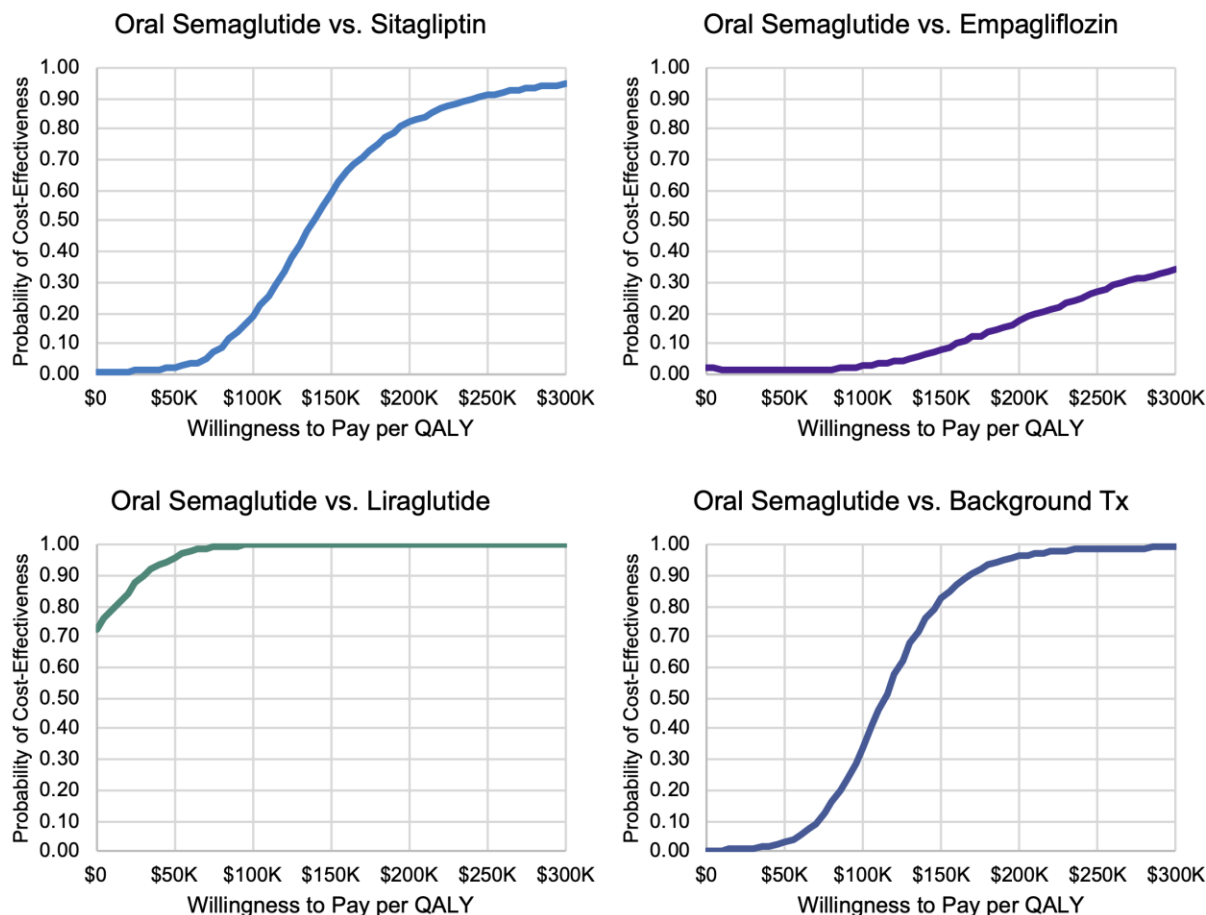 Oral Semaglutide vs. Sitagliptin
Probability of Cost-Effectiveness
1.00
0.90
0.80
0.70
0.60
0.50
0.40
0.30
0.20
0.10
0.00
$0 $50K $100K $150K $200K $250K $300K
Willingness to Pay per QALY
Oral Semaglutide vs. Empagliflozin
Probability of Cost-Effectiveness
1.00
0.90
0.80
0.70
0.60
0.50
0.40
0.30
0.20
0.10
0.00
$0 $50K $100K $150K $200K $250K $300K
Willingness to Pay per QALY
Oral Semaglutide vs. Liraglutide
Probability of Cost-Effectiveness
1.00
0.90
0.80
0.70
0.60
0.50
0.40
0.30
0.20
0.10
0.00
$0 $50K $100K $150K $200K $250K $300K
Willingness to Pay per QALY
Oral Semaglutide vs. Background Tx
Probability of Cost-Effectiveness
1.00
0.90
0.80
0.70
0.60
0.50
0.40
0.30
0.20
0.10
0.00
$0 $50K $100K $150K $200K $250K $300K
Willingness to Pay per QALY